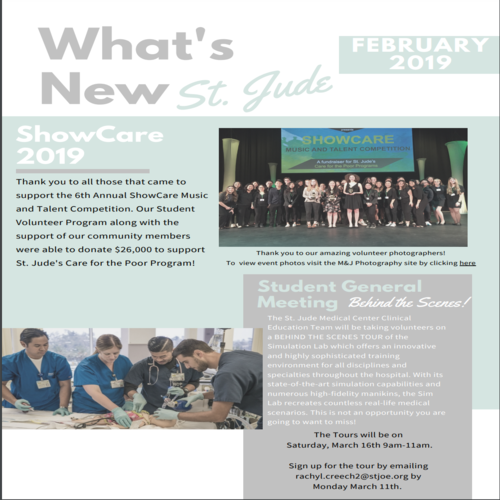 What's
New St. Jude
FEBRUARY
2019
ShowCare
2019
Thank you to all those that came to
support the 6th Annual ShowCare Music
and Talent Competition. Our Student
Volunteer Program along with the
support of our community members
were able to donate $26,000 to support
St. Jude's Care for the Poor Program!
SHOWCARE
MUSIC AND TALENT COMPETITION
A fundraiser for St. Jude's
Care for the Poor Programs
Thank you to our amazing volunteer photographers!
To view event photos visit the M&J Photography site by clicking here
Student General
Meeting Behind the Scenes!
The St. Jude Medical Center Clinical
Education Team will be taking volunteers on
a BEHIND THE SCENES TOUR of the
Simulation Lab which offers an innovative
and highly sophisticated training
environment for all disciplines and
specialties throughout the hospital. With its
state-of-the-art simulation capabilities and
numerous high-fidelity manikins, the Sim
Lab recreates countless real-life medical
scenarios. This is not an opportunity you are
going to want to miss!
The Tours will be on
Saturday, March 16th 9am-11am.
Sign up for the tour by emailing
rachyl.creech2@stjoe.org by
Monday March 11th.